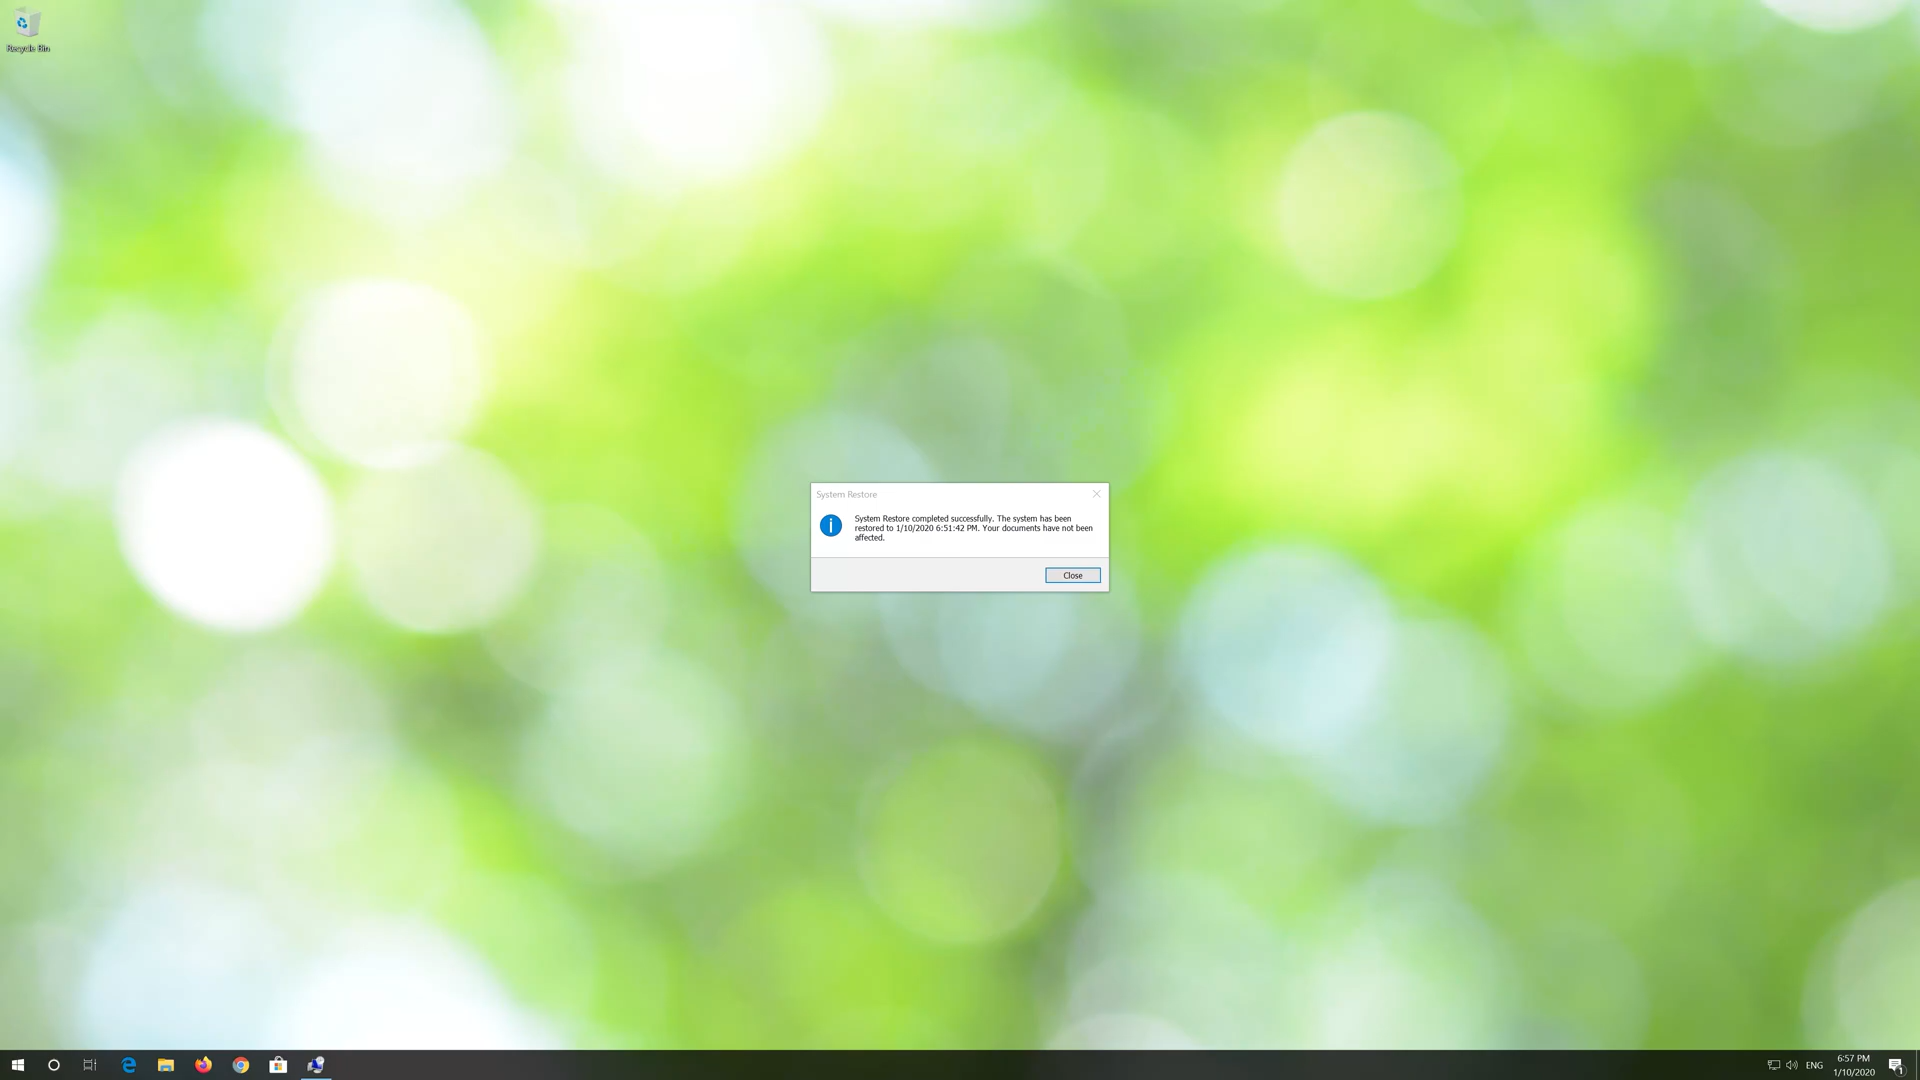 Recycle Bin
System Restore
System Restore completed successfully. The system has been
restored to 1/10/2020 6:51:42 PM. Your documents have not been
affected.
Close
ENG
6:57 PM
1/10/2020
1